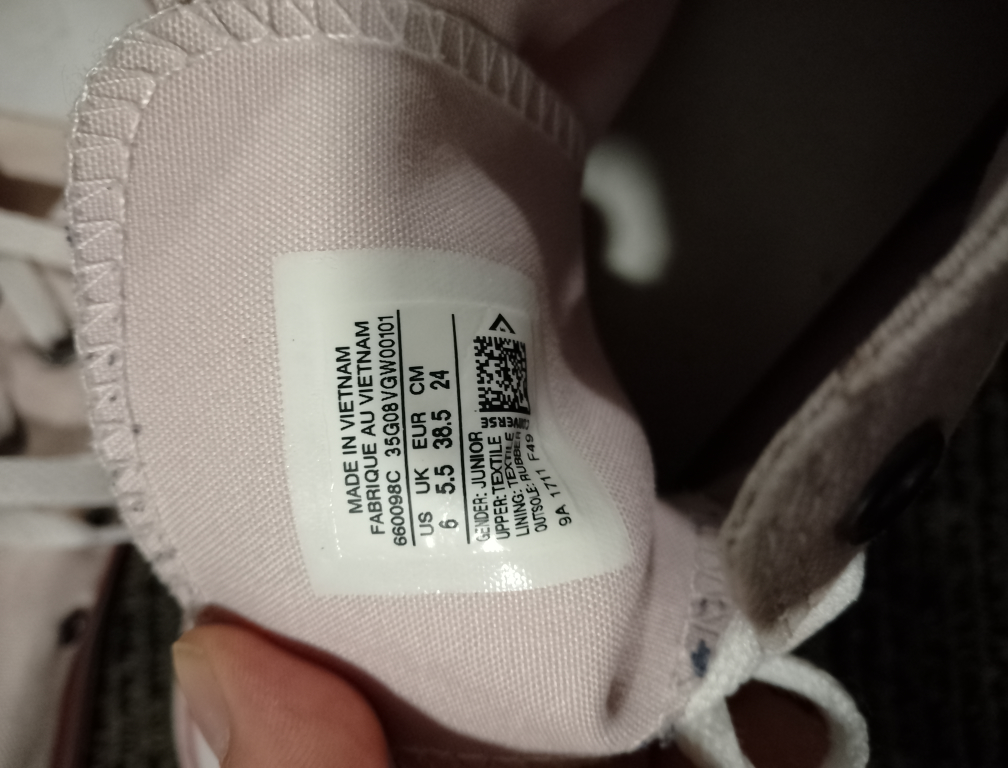 MADE IN VIETNAM
FABRIQUE AU VIETNAM
660098C 35G08VGW00101
US UK EUR CM
6 5.5 38.5 24
GENDER: JUNIOR
UPPER: TEXTILE
LINING: TEXTILE
OUTSOLE: RUBBER
9A 1711 F49
CONVERSE